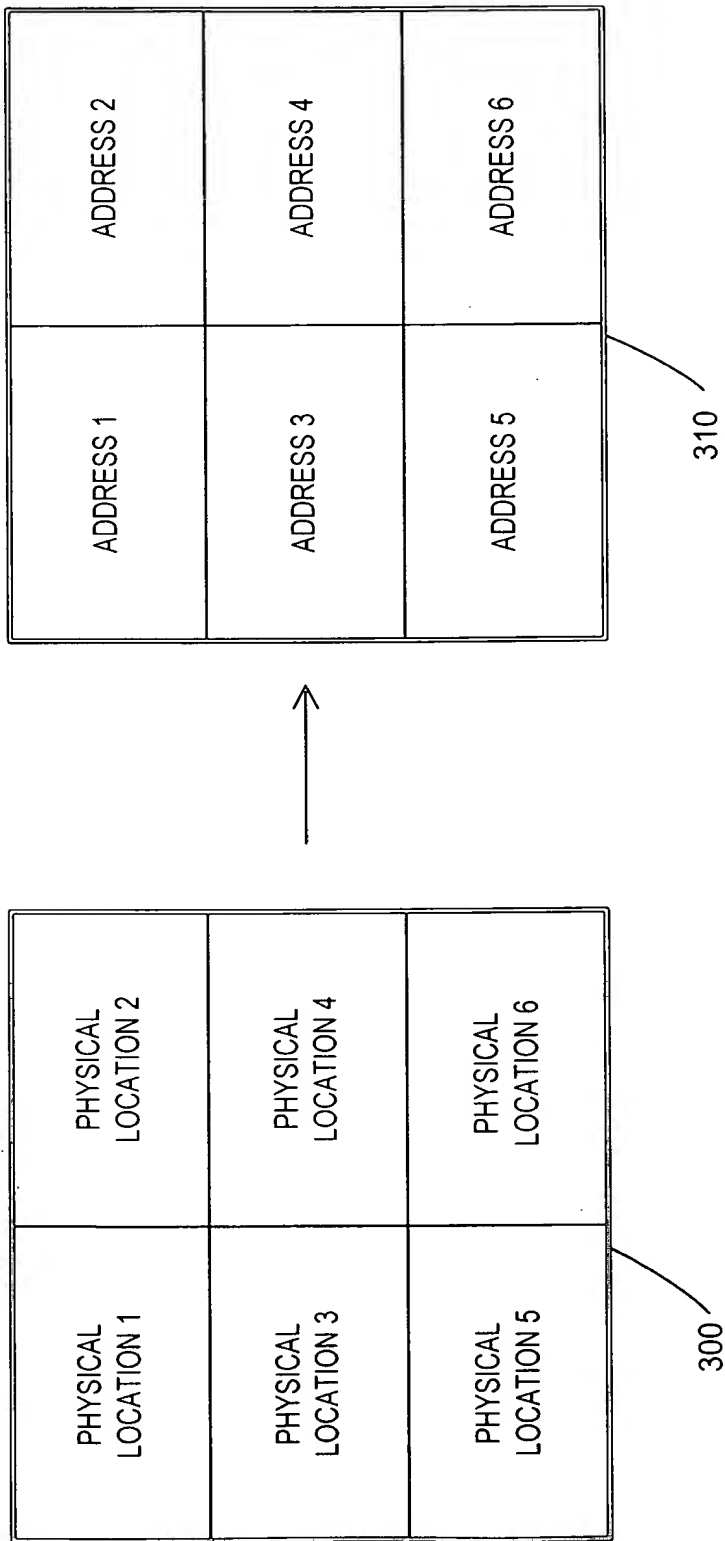 PHYSICAL
LOCATION 1
PHYSICAL
LOCATION 2
PHYSICAL
LOCATION 3
PHYSICAL
LOCATION 4
PHYSICAL
LOCATION 5
PHYSICAL
LOCATION 6
300
ADDRESS 1
ADDRESS 2
ADDRESS 3
ADDRESS 4
ADDRESS 5
ADDRESS 6
310